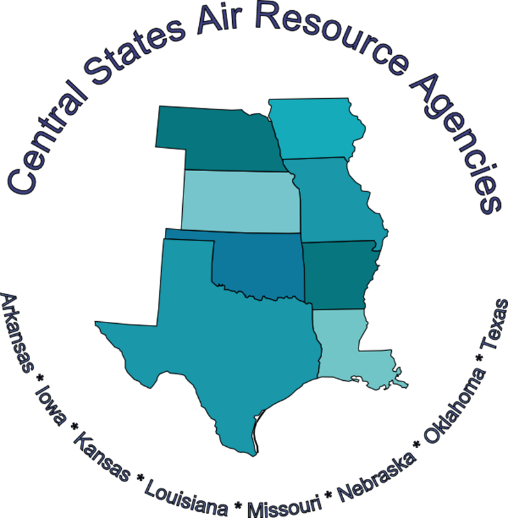 Central States Air Resource Agencies
Arkansas * Iowa * Kansas * Louisiana * Missouri * Nebraska * Oklahoma * Texas